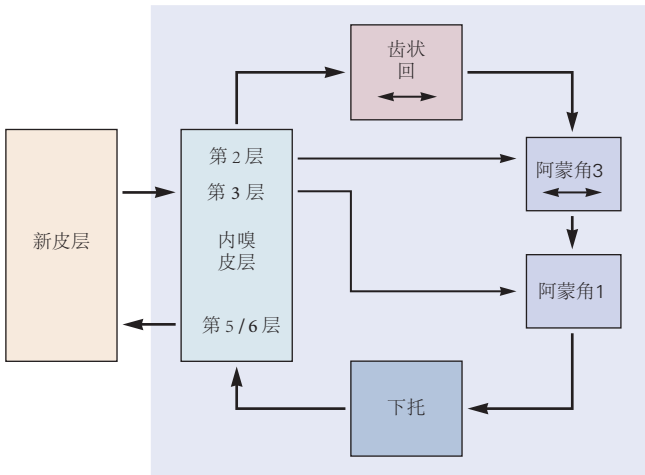 齿状
回
第 2 层
第 3 层
内嗅
皮层
第 5 / 6 层
新皮层
阿蒙角3
阿蒙角1
下托